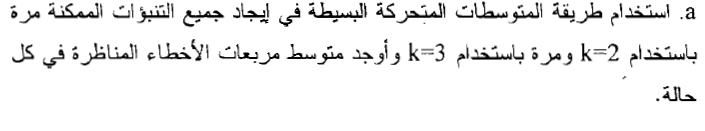 a. استخدام طريقة المتوسطات المتحركة البسيطة في إيجاد جميع التنبؤات الممكنة مرة
باستخدام k=2 ومرة باستخدام k=3 وأوجد متوسط مربعات الأخطاء المناظرة في كل
حالة.